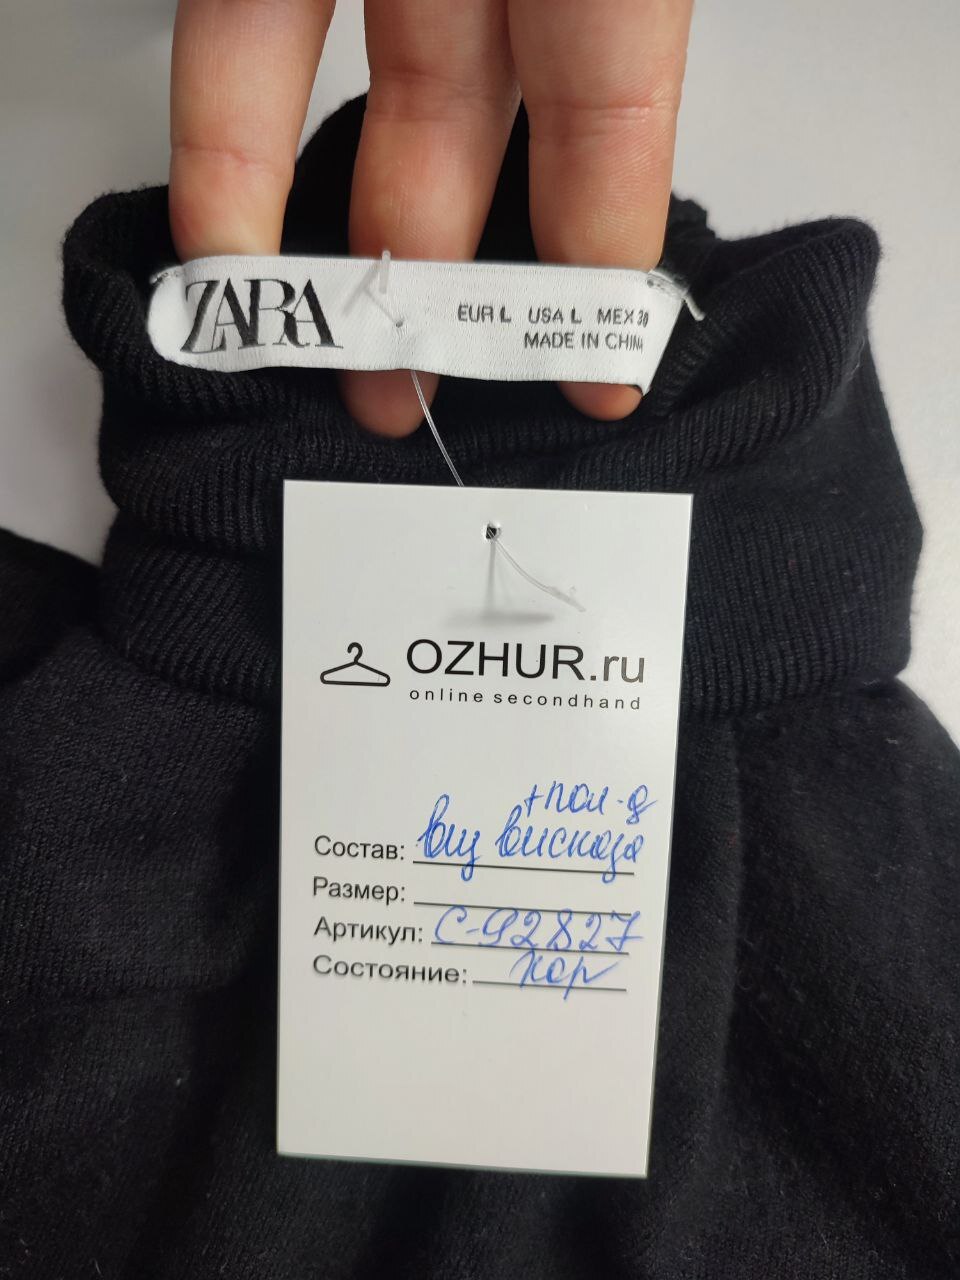 ZARA
EUR L USA L MEX 30
MADE IN CHINA
OZHUR.ru
online secondhand
+пол-д
Состав: виз вискоза
Размер:
Артикул: С-92827
Состояние: хор